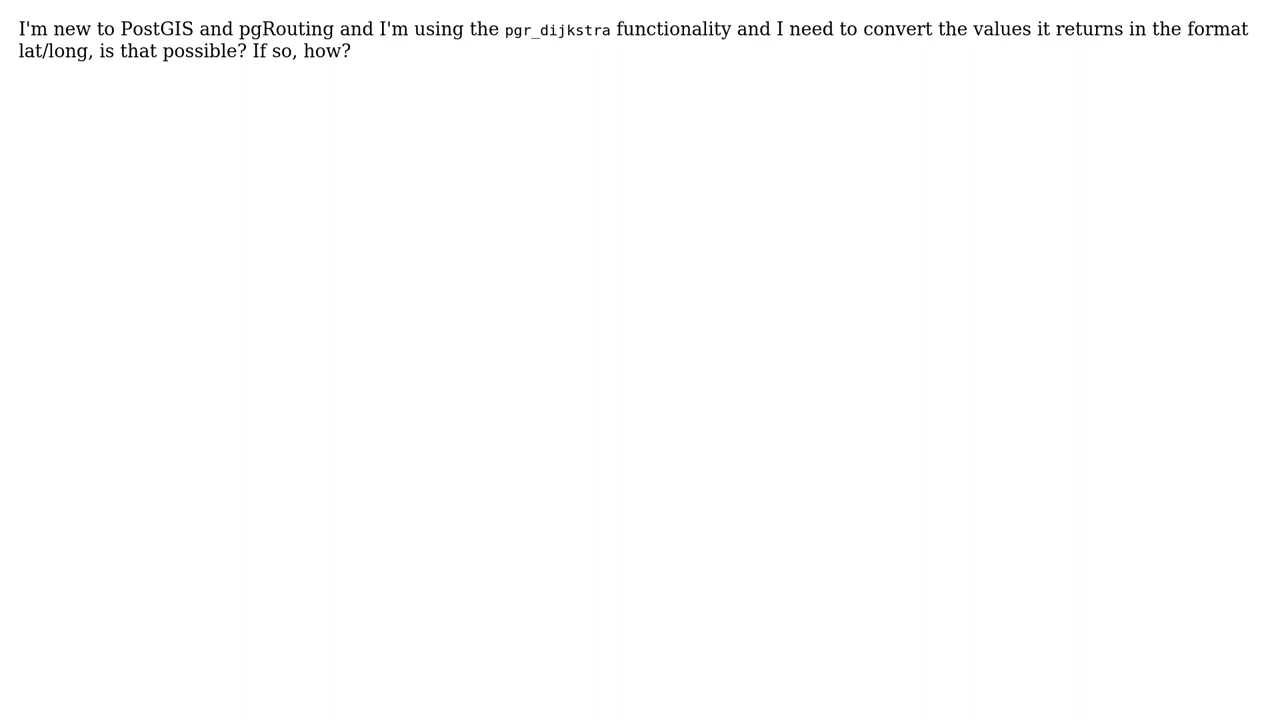 I'm new to PostGIS and pgRouting and I'm using the pgr_dijkstra functionality and I need to convert the values it returns in the format
lat/long, is that possible? If so, how?